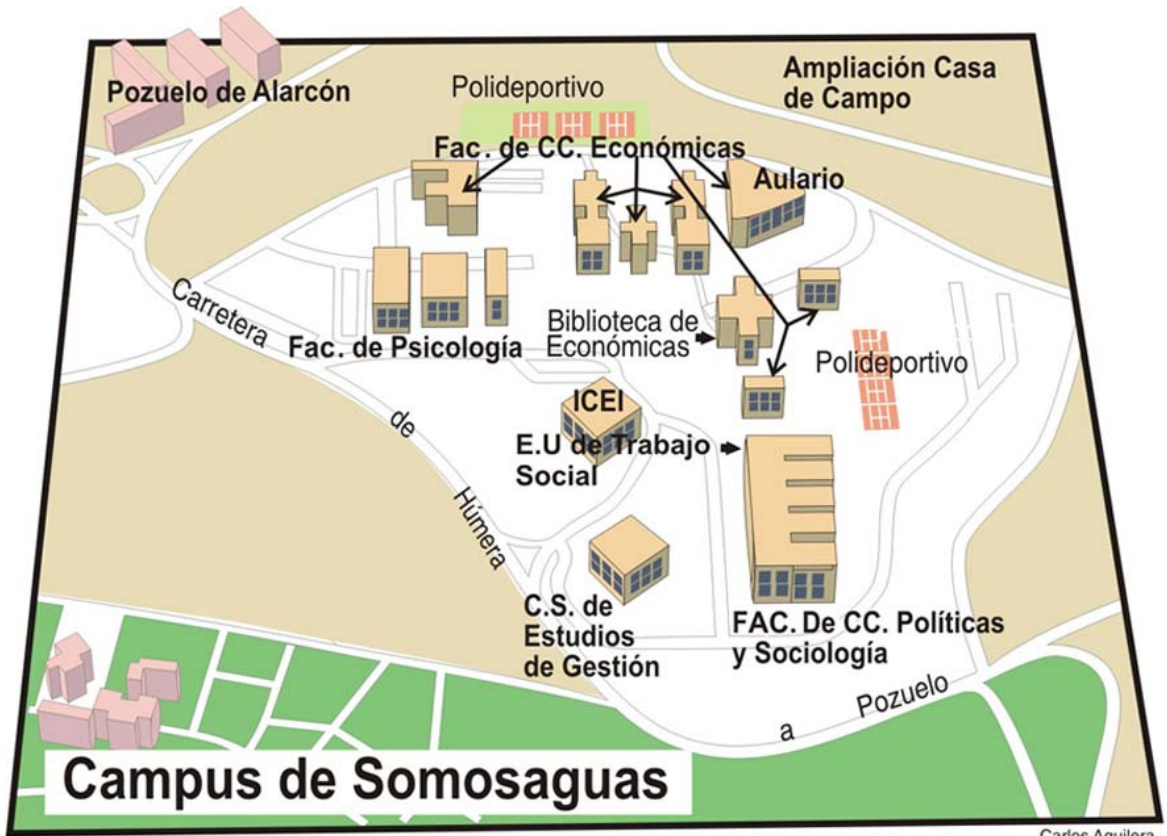 Pozuelo de Alarcón
Polideportivo
Ampliación Casa
de Campo
Fac. de CC. Económicas
Aulario
Carretera
de
Húmera
a
Pozuelo
Fac. de Psicología
Biblioteca de
Económicas
Polideportivo
ICEI
E.U de Trabajo
Social
C.S. de
Estudios
de Gestión
FAC. De CC. Políticas
y Sociología
Campus de Somosaguas
Carlos Aguilera